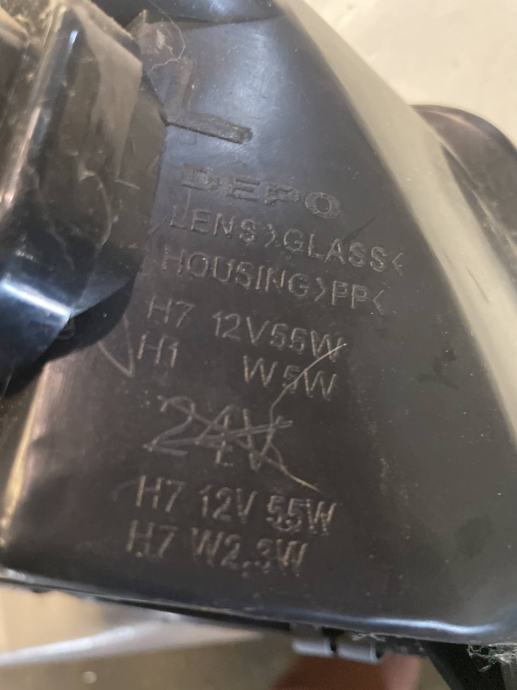 DEPO
LENS>GLASS<
HOUSING>PP<
H7 12V55W
H1 W5W
24V
H7 12V 55W
H7 W2.3W